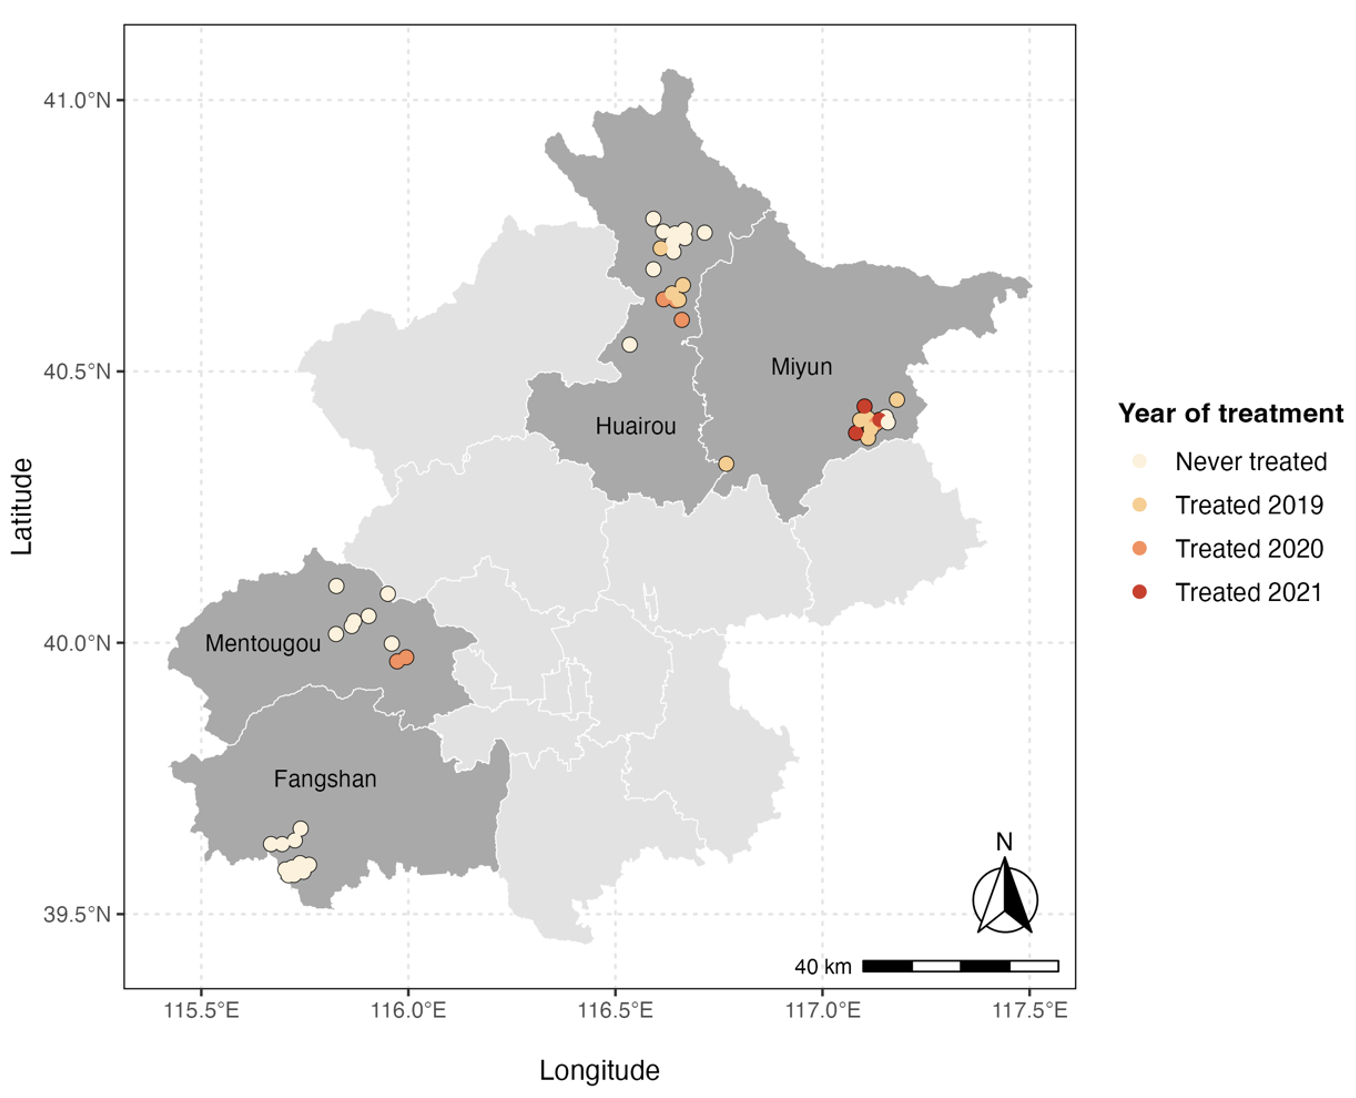 41.0°N
40.5°N
40.0°N
39.5°N
Latitude
Miyun
Huairou
Mentougou
Fangshan
N
40 km
115.5°E
116.0°E
116.5°E
117.0°E
117.5°E
Longitude
Year of treatment
Never treated
Treated 2019
Treated 2020
Treated 2021